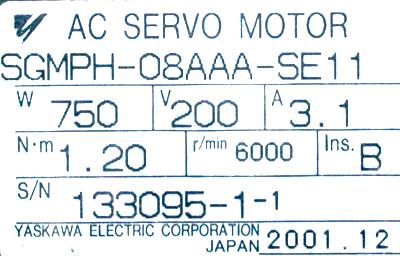 AC SERVO MOTOR
SGMPH-08AAA-SE11
W 750 V 200 A 3.1
N·m 1.20 r/min 6000 Ins. B
S/N 133095-1-1
YASKAWA ELECTRIC CORPORATION
JAPAN 2001.12